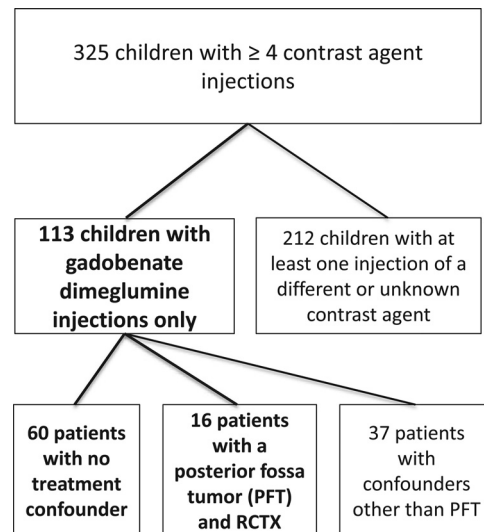 325 children with ≥ 4 contrast agent
injections
113 children with
gadobenate
dimeglumine
injections only
212 children with at
least one injection of a
different or unknown
contrast agent
60 patients
with no
treatment
confounder
16 patients
with a
posterior fossa
tumor (PFT)
and RCTX
37 patients
with
confounders
other than PFT